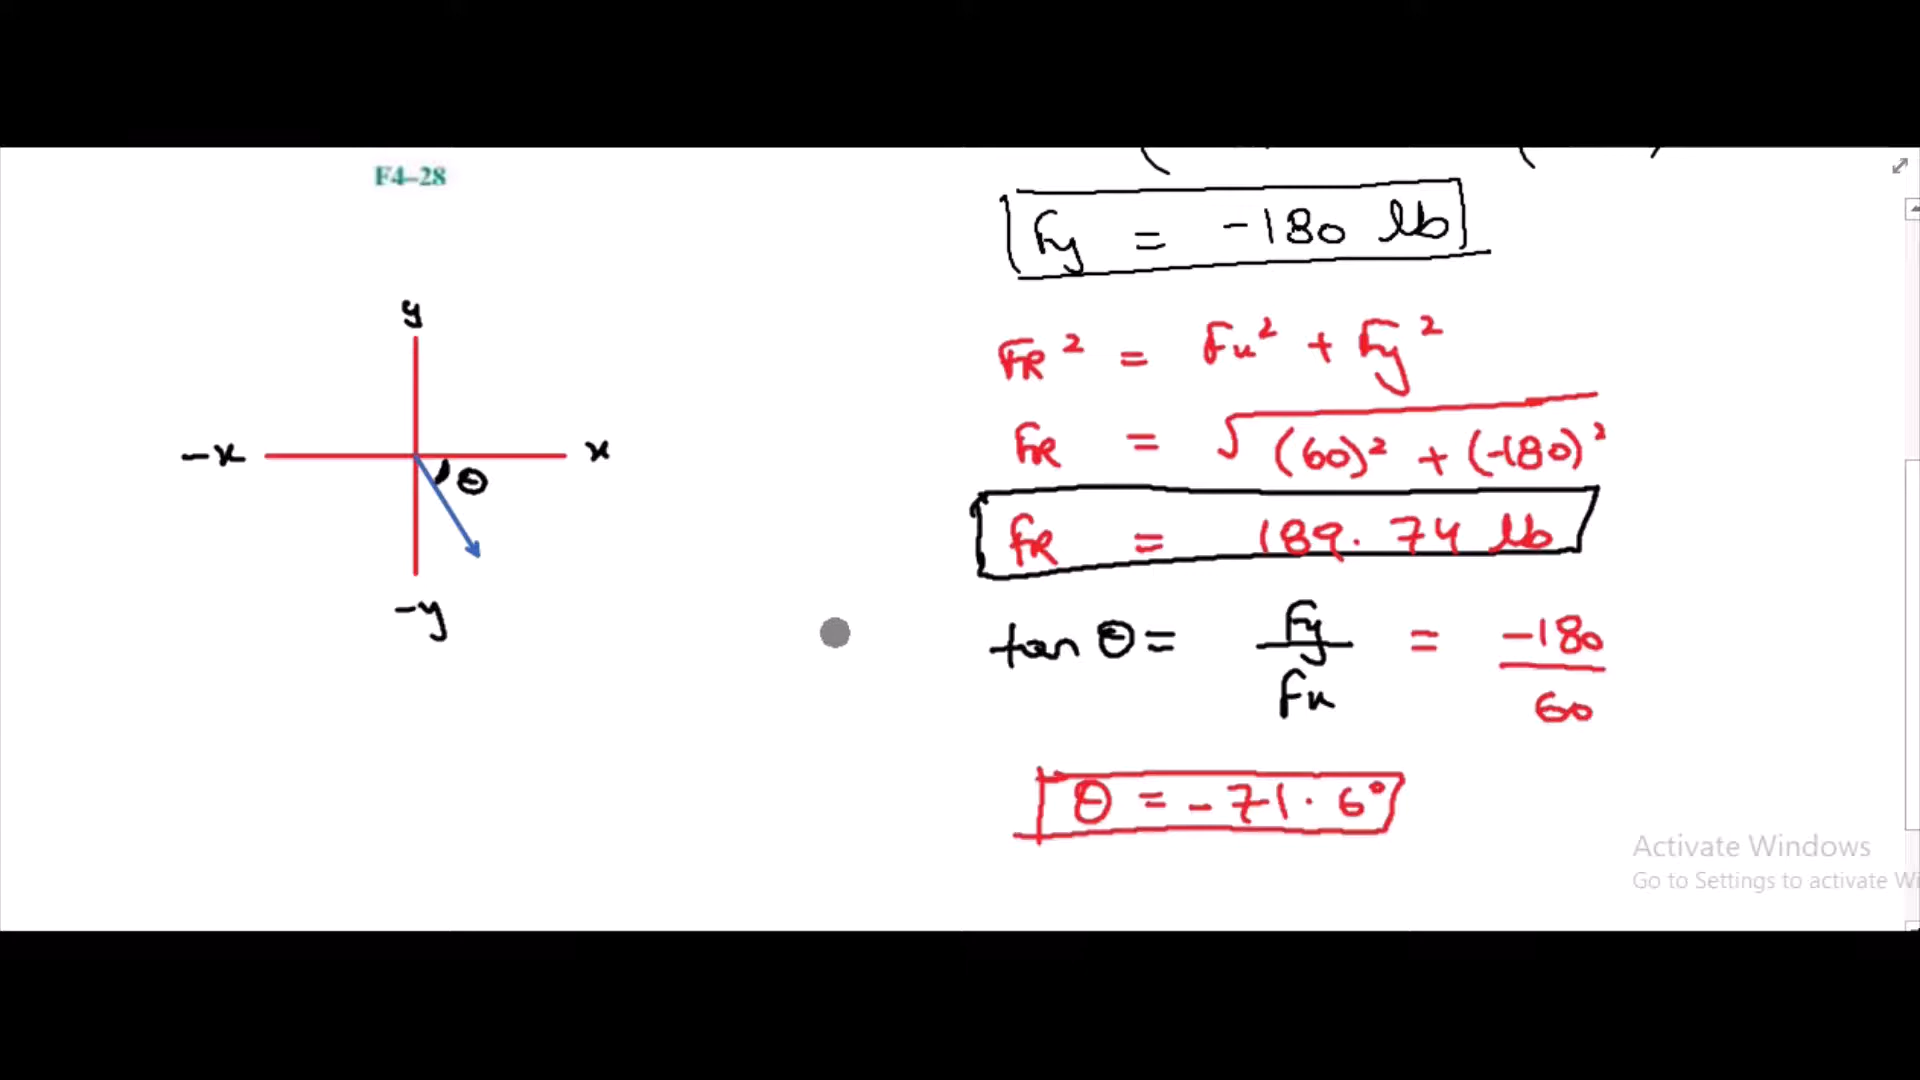 F4–28
y
-x
x
θ
-y
Fy = -180 lb
FR² = Fx² + Fy²
FR = √(60)² + (-180)²
FR = 189.74 lb
tan θ = Fy/Fx = -180/60
θ = -71.6°
Activate Windows
Go to Settings to activate Wi